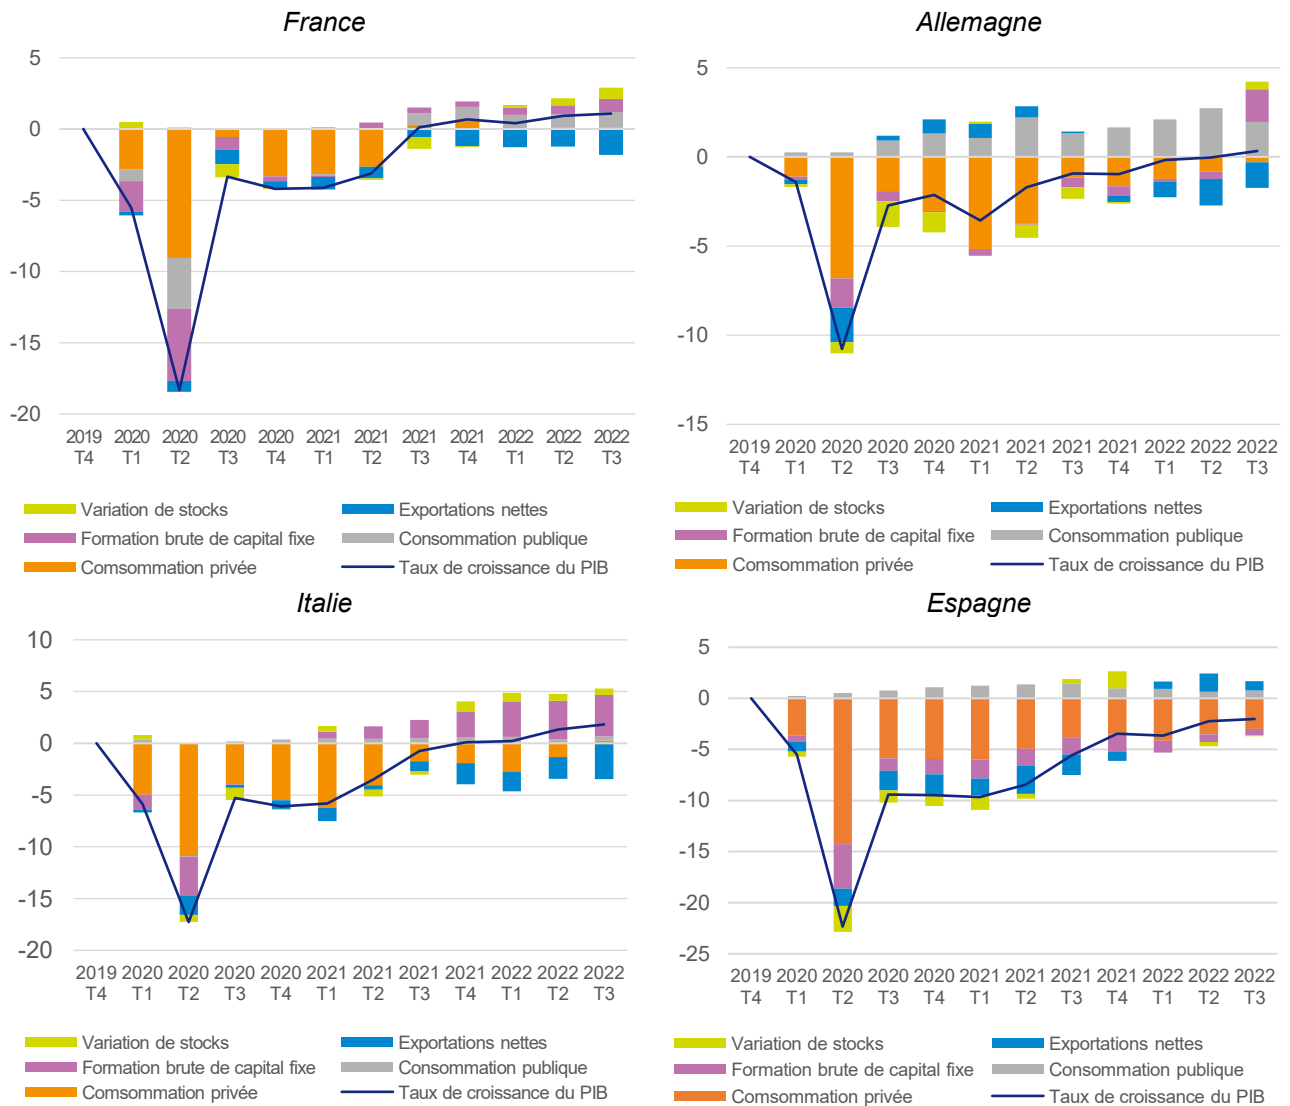 France
5
0
-5
-10
-15
-20
2019 2020 2020 2020 2020 2021 2021 2021 2021 2022 2022 2022
T4 T1 T2 T3 T4 T1 T2 T3 T4 T1 T2 T3
Variation de stocks
Exportations nettes
Formation brute de capital fixe
Consommation publique
Comsommation privée
Taux de croissance du PIB
Allemagne
5
0
-5
-10
-15
2019 2020 2020 2020 2020 2021 2021 2021 2021 2022 2022 2022
T4 T1 T2 T3 T4 T1 T2 T3 T4 T1 T2 T3
Variation de stocks
Exportations nettes
Formation brute de capital fixe
Consommation publique
Comsommation privée
Taux de croissance du PIB
Italie
10
5
0
-5
-10
-15
-20
2019 2020 2020 2020 2020 2021 2021 2021 2021 2022 2022 2022
T4 T1 T2 T3 T4 T1 T2 T3 T4 T1 T2 T3
Variation de stocks
Exportations nettes
Formation brute de capital fixe
Consommation publique
Comsommation privée
Taux de croissance du PIB
Espagne
5
0
-5
-10
-15
-20
-25
2019 2020 2020 2020 2020 2021 2021 2021 2021 2022 2022 2022
T4 T1 T2 T3 T4 T1 T2 T3 T4 T1 T2 T3
Variation de stocks
Exportations nettes
Formation brute de capital fixe
Consommation publique
Comsommation privée
Taux de croissance du PIB